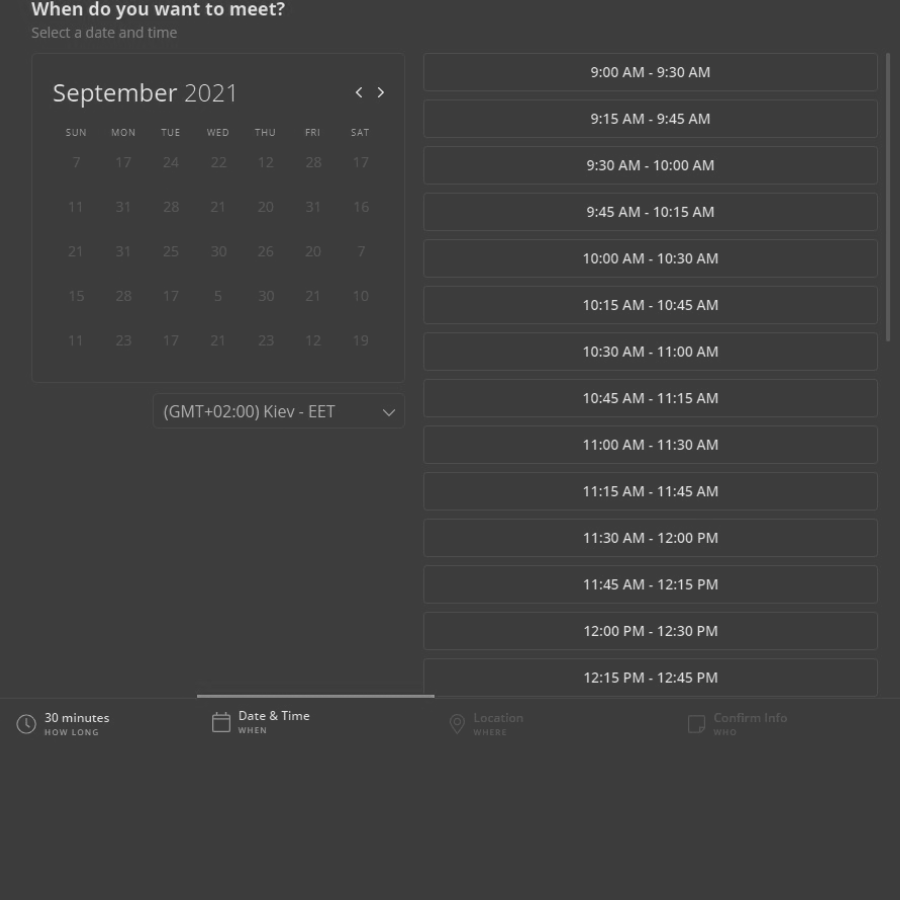 When do you want to meet?
Select a date and time
September 2021
SUN MON TUE WED THU FRI SAT
7 17 24 22 12 28 17
11 31 28 21 20 31 16
21 31 25 30 26 20 7
15 28 17 5 30 21 10
11 23 17 21 23 12 19
(GMT+02:00) Kiev - EET
9:00 AM - 9:30 AM
9:15 AM - 9:45 AM
9:30 AM - 10:00 AM
9:45 AM - 10:15 AM
10:00 AM - 10:30 AM
10:15 AM - 10:45 AM
10:30 AM - 11:00 AM
10:45 AM - 11:15 AM
11:00 AM - 11:30 AM
11:15 AM - 11:45 AM
11:30 AM - 12:00 PM
11:45 AM - 12:15 PM
12:00 PM - 12:30 PM
12:15 PM - 12:45 PM
30 minutes
HOW LONG
Date & Time
WHEN
Location
WHERE
Confirm Info
WHO